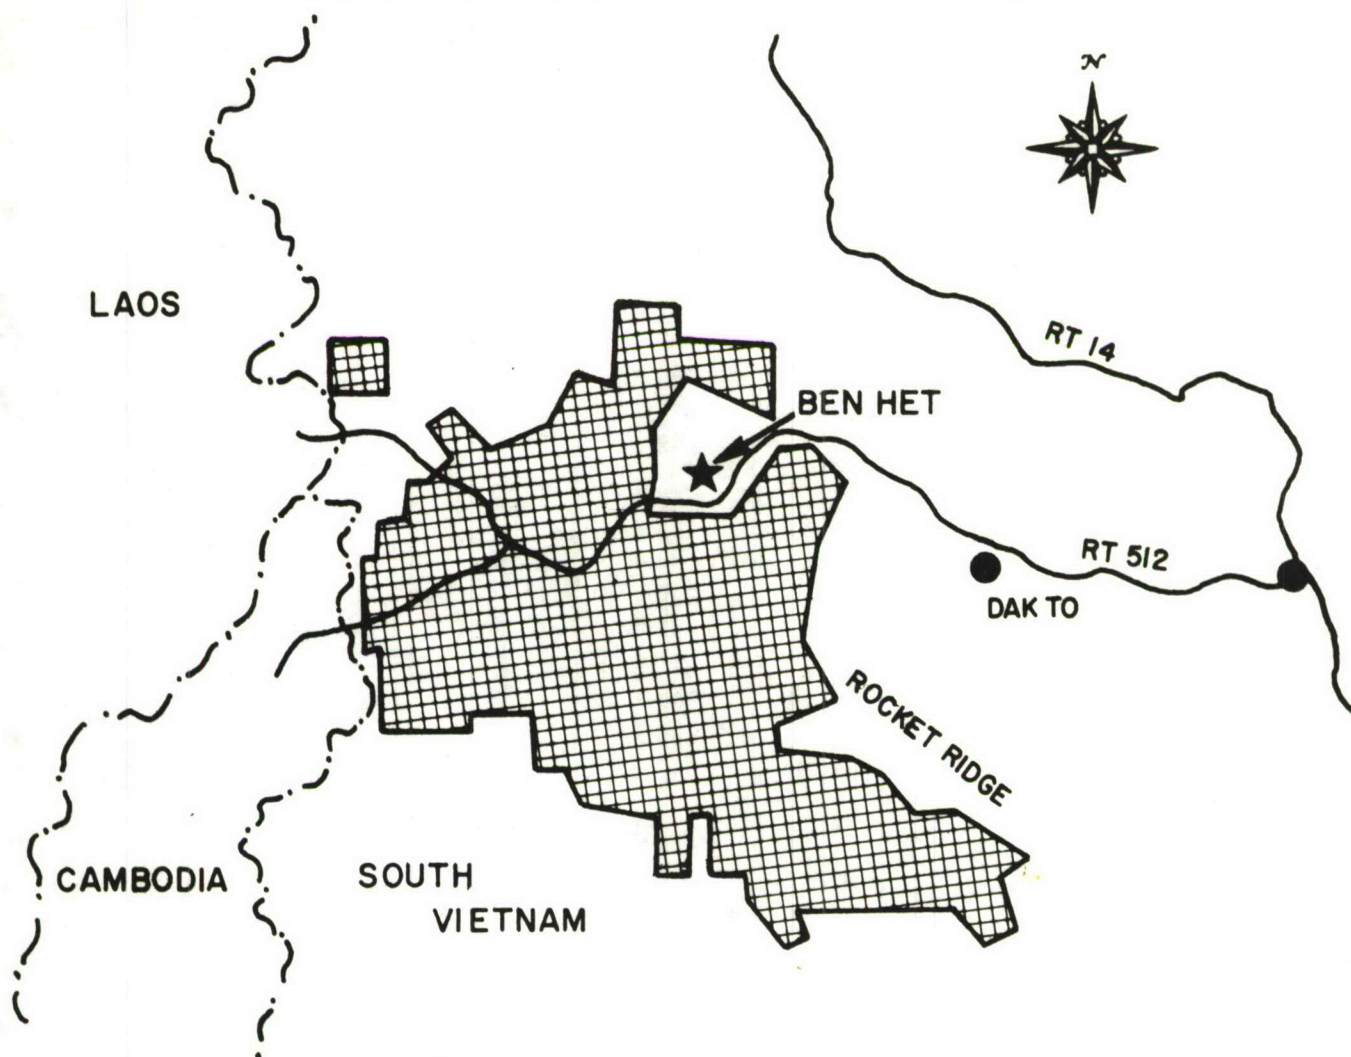 N
LAOS
RT 14
BEN HET
RT 512
DAK TO
ROCKET RIDGE
CAMBODIA
SOUTH
VIETNAM